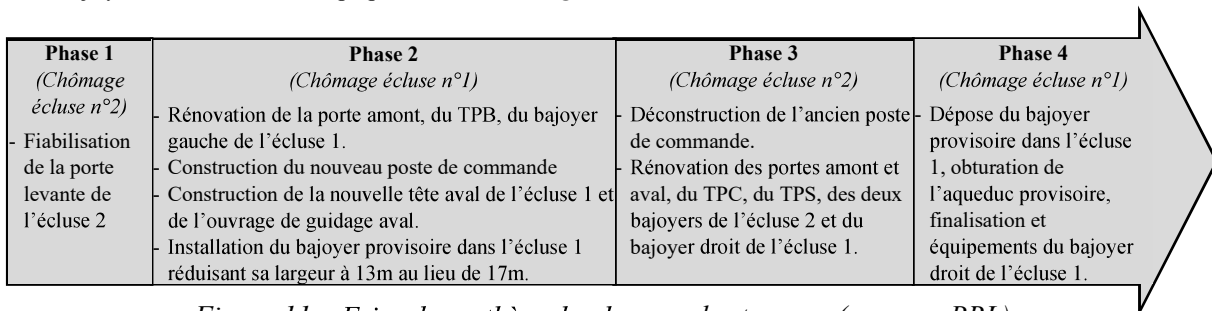 Phase 1
(Chômage
écluse n°2)
- Fiabilisation
de la porte
levante de
l’écluse 2
Phase 2
(Chômage écluse n°1)
- Rénovation de la porte amont, du TPB, du bajoyer
gauche de l’écluse 1.
- Construction du nouveau poste de commande
- Construction de la nouvelle tête aval de l’écluse 1 et
de l’ouvrage de guidage aval.
- Installation du bajoyer provisoire dans l’écluse 1
réduisant sa largeur à 13m au lieu de 17m.
Phase 3
(Chômage écluse n°2)
- Déconstruction de l’ancien poste
de commande.
- Rénovation des portes amont et
aval, du TPC, du TPS, des deux
bajoyers de l’écluse 2 et du
bajoyer droit de l’écluse 1.
Phase 4
(Chômage écluse n°1)
- Dépose du bajoyer
provisoire dans l’écluse
1, obturation de
l’aqueduc provisoire,
finalisation et
équipements du bajoyer
droit de l’écluse 1.